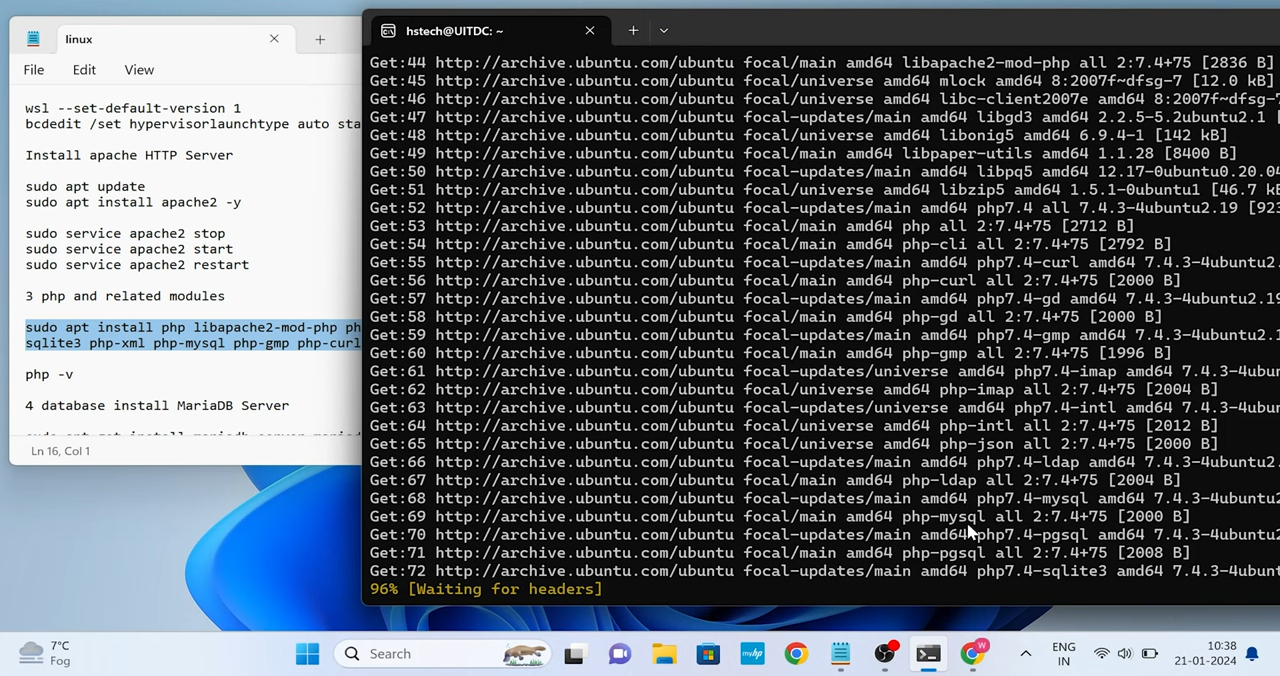 linux
File Edit View
wsl --set-default-version 1
bcdedit /set hypervisorlaunchtype auto sta
Install apache HTTP Server
sudo apt update
sudo apt install apache2 -y
sudo service apache2 stop
sudo service apache2 start
sudo service apache2 restart
3 php and related modules
sudo apt install php libapache2-mod-php ph
sqlite3 php-xml php-mysql php-gmp php-curl
php -v
4 database install MariaDB Server
Ln 16, Col 1
hstech@UITDC: ~
Get:44 http://archive.ubuntu.com/ubuntu focal/main amd64 libapache2-mod-php all 2:7.4+75 [2836 B]
Get:45 http://archive.ubuntu.com/ubuntu focal/universe amd64 mlock amd64 8:2007f~dfsg-7 [12.0 kB]
Get:46 http://archive.ubuntu.com/ubuntu focal/universe amd64 libc-client2007e amd64 8:2007f~dfsg-7
Get:47 http://archive.ubuntu.com/ubuntu focal-updates/main amd64 libgd3 amd64 2.2.5-5.2ubuntu2.1 [
Get:48 http://archive.ubuntu.com/ubuntu focal/universe amd64 libonig5 amd64 6.9.4-1 [142 kB]
Get:49 http://archive.ubuntu.com/ubuntu focal/main amd64 libpaper-utils amd64 1.1.28 [8400 B]
Get:50 http://archive.ubuntu.com/ubuntu focal-updates/main amd64 libpq5 amd64 12.17-0ubuntu0.20.04
Get:51 http://archive.ubuntu.com/ubuntu focal/universe amd64 libzip5 amd64 1.5.1-0ubuntu1 [46.7 k
Get:52 http://archive.ubuntu.com/ubuntu focal-updates/main amd64 php7.4 all 7.4.3-4ubuntu2.19 [923
Get:53 http://archive.ubuntu.com/ubuntu focal/main amd64 php all 2:7.4+75 [2712 B]
Get:54 http://archive.ubuntu.com/ubuntu focal/main amd64 php-cli all 2:7.4+75 [2792 B]
Get:55 http://archive.ubuntu.com/ubuntu focal-updates/main amd64 php7.4-curl amd64 7.4.3-4ubuntu2.
Get:56 http://archive.ubuntu.com/ubuntu focal/main amd64 php-curl all 2:7.4+75 [2000 B]
Get:57 http://archive.ubuntu.com/ubuntu focal-updates/main amd64 php7.4-gd amd64 7.4.3-4ubuntu2.19
Get:58 http://archive.ubuntu.com/ubuntu focal/main amd64 php-gd all 2:7.4+75 [2000 B]
Get:59 http://archive.ubuntu.com/ubuntu focal-updates/main amd64 php7.4-gmp amd64 7.4.3-4ubuntu2.1
Get:60 http://archive.ubuntu.com/ubuntu focal/main amd64 php-gmp all 2:7.4+75 [1996 B]
Get:61 http://archive.ubuntu.com/ubuntu focal-updates/universe amd64 php7.4-imap amd64 7.4.3-4ubu
Get:62 http://archive.ubuntu.com/ubuntu focal/universe amd64 php-imap all 2:7.4+75 [2004 B]
Get:63 http://archive.ubuntu.com/ubuntu focal-updates/universe amd64 php7.4-intl amd64 7.4.3-4ubu
Get:64 http://archive.ubuntu.com/ubuntu focal/universe amd64 php-intl all 2:7.4+75 [2012 B]
Get:65 http://archive.ubuntu.com/ubuntu focal/universe amd64 php-json all 2:7.4+75 [2000 B]
Get:66 http://archive.ubuntu.com/ubuntu focal-updates/main amd64 php7.4-ldap amd64 7.4.3-4ubuntu2.
Get:67 http://archive.ubuntu.com/ubuntu focal/main amd64 php-ldap all 2:7.4+75 [2004 B]
Get:68 http://archive.ubuntu.com/ubuntu focal-updates/main amd64 php7.4-mysql amd64 7.4.3-4ubuntu2
Get:69 http://archive.ubuntu.com/ubuntu focal/main amd64 php-mysql all 2:7.4+75 [2000 B]
Get:70 http://archive.ubuntu.com/ubuntu focal-updates/main amd64 php7.4-pgsql amd64 7.4.3-4ubuntu2
Get:71 http://archive.ubuntu.com/ubuntu focal/main amd64 php-pgsql all 2:7.4+75 [2008 B]
Get:72 http://archive.ubuntu.com/ubuntu focal-updates/main amd64 php7.4-sqlite3 amd64 7.4.3-4ubunt
96% [Waiting for headers]
7°C
Fog
Search
myhp
W
ENG
IN
10:38
21-01-2024